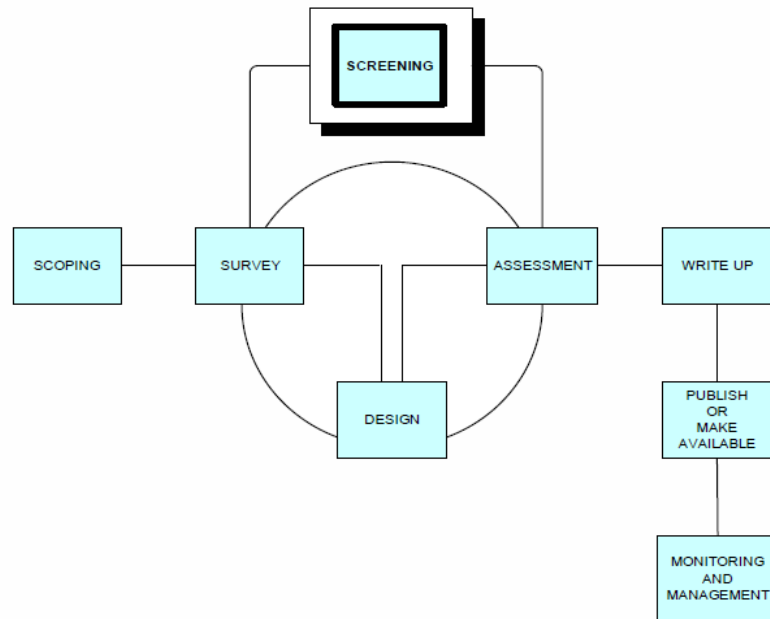 SCREENING
SCOPING
SURVEY
ASSESSMENT
WRITE UP
DESIGN
PUBLISH
OR
MAKE
AVAILABLE
MONITORING
AND
MANAGEMENT